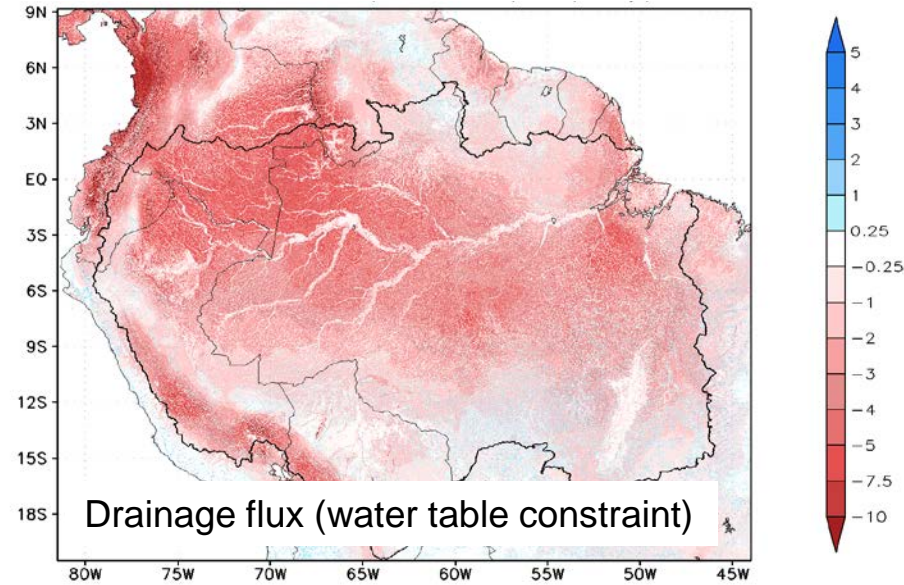 9N
6N
3N
EQ
3S
6S
9S
12S
15S
18S
80W 75W 70W 65W 60W 55W 50W 45W
Drainage flux (water table constraint)
5
4
3
2
1
0.25
−0.25
−1
−2
−3
−4
−5
−7.5
−10